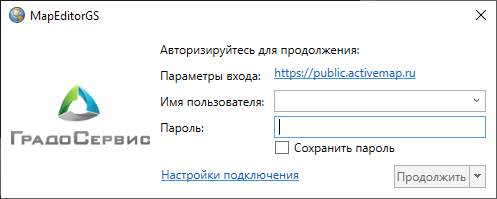 MapEditorGS
Авторизируйтесь для продолжения:
Параметры входа: https://public.activemap.ru
Имя пользователя:
Пароль:
Сохранить пароль
ГРАДОСЕРВИС
Настройки подключения
Продолжить